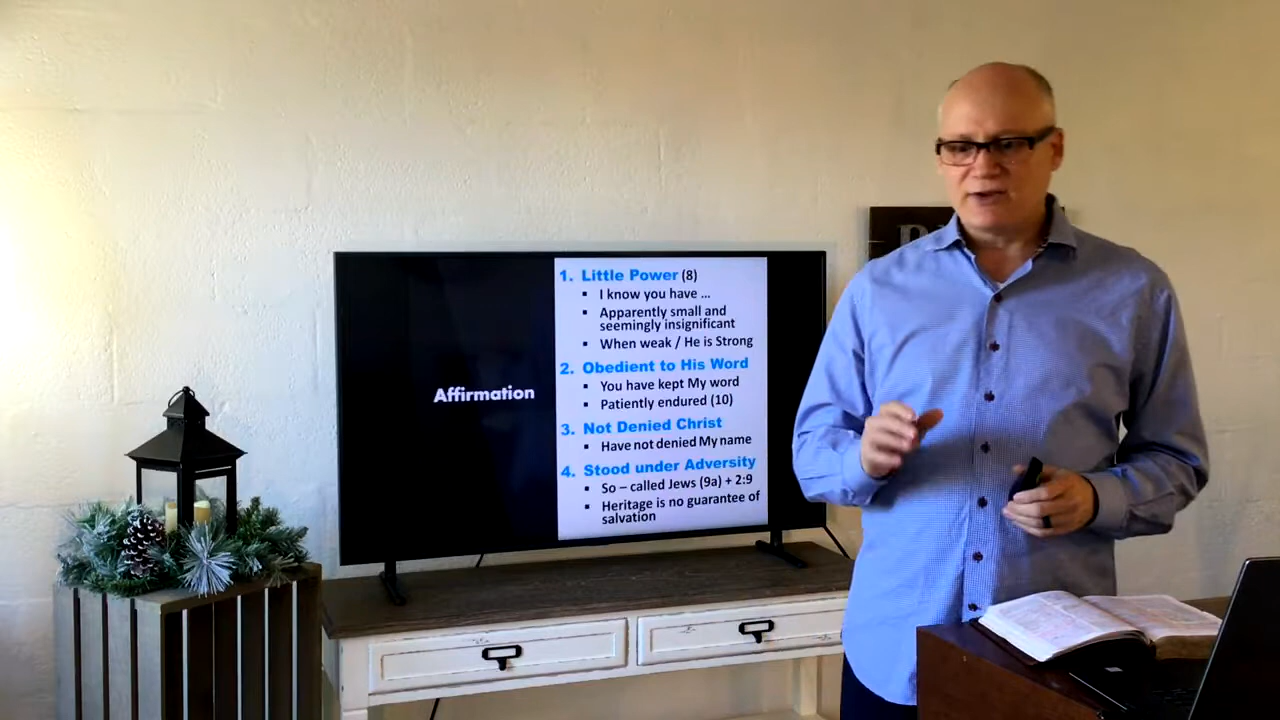 Affirmation
1. Little Power (8)
▪ I know you have ...
▪ Apparently small and
seemingly insignificant
▪ When weak / He is Strong
2. Obedient to His Word
▪ You have kept My word
▪ Patiently endured (10)
3. Not Denied Christ
▪ Have not denied My name
4. Stood under Adversity
▪ So – called Jews (9a) + 2:9
▪ Heritage is no guarantee of
salvation